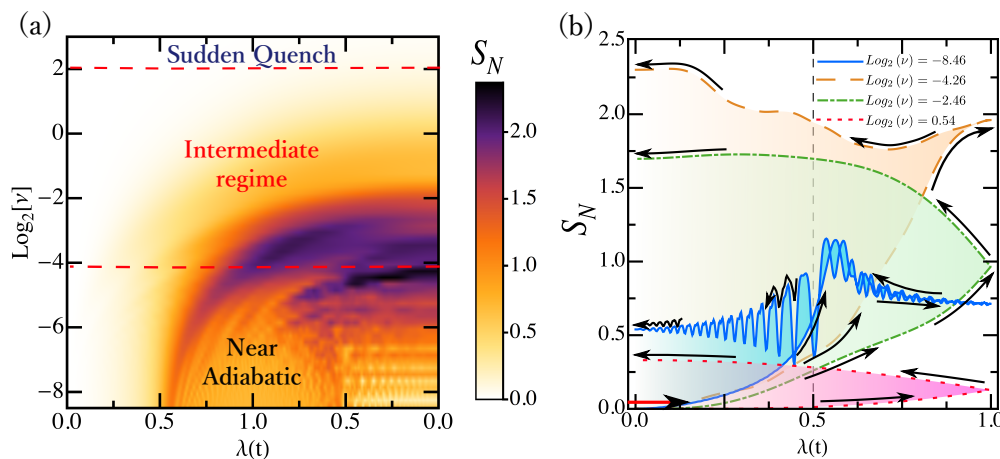 (a)
Sudden Quench
Intermediate
regime
Near
Adiabatic
Log₂[ν]
2
0
−2
−4
−6
−8
0.0 0.5 1.0 0.5 0.0
λ(t)
S_N
2.0
1.5
1.0
0.5
0.0
(b)
Log₂(ν) = −8.46
Log₂(ν) = −4.26
Log₂(ν) = −2.46
Log₂(ν) = 0.54
S_N
2.5
2.0
1.5
1.0
0.5
0.0
0.0 0.5 1.0
λ(t)